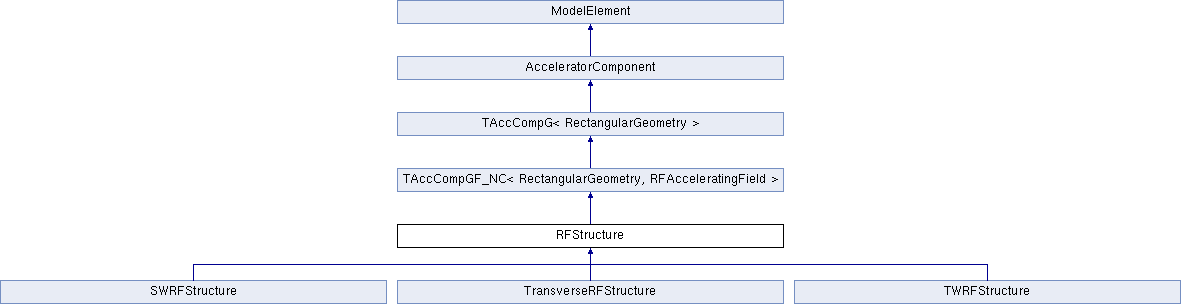 ModelElement
AcceleratorComponent
TAccCompG< RectangularGeometry >
TAccCompGF_NC< RectangularGeometry, RFAcceleratingField >
RFStructure
SWRFStructure
TransverseRFStructure
TWRFStructure